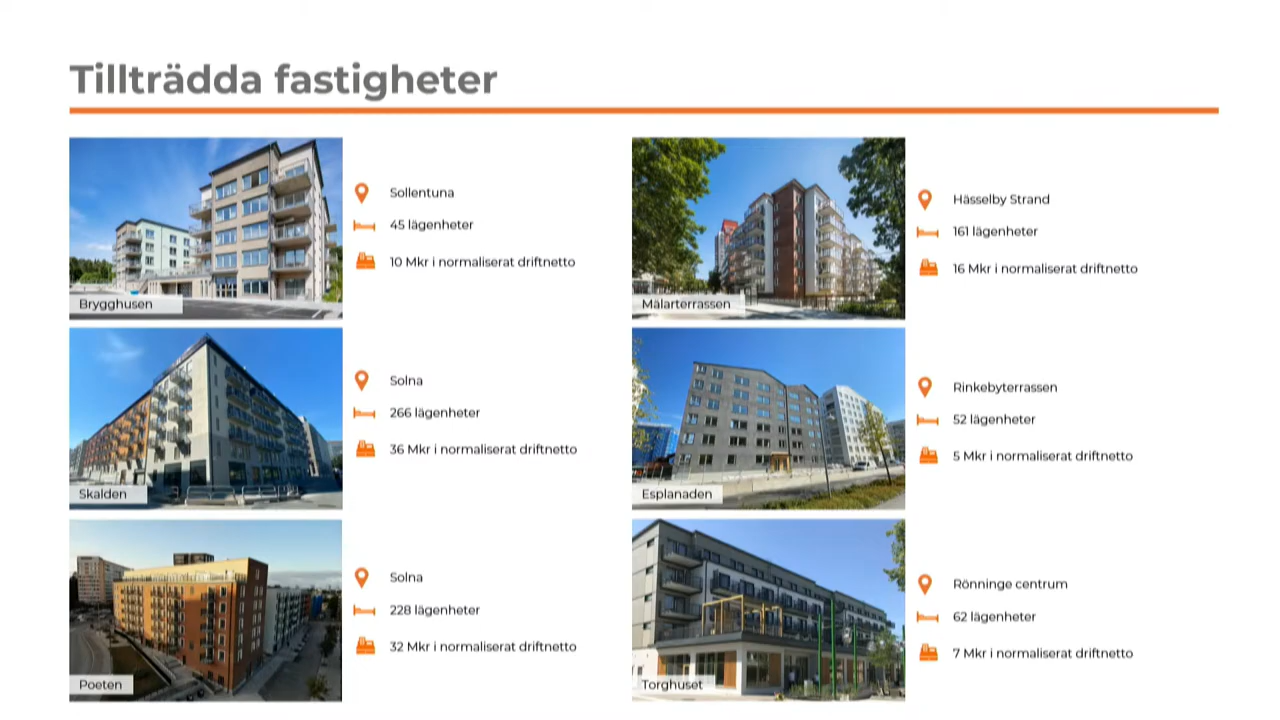 Tillträdda fastigheter
Sollentuna
45 lägenheter
10 Mkr i normaliserat driftnetto
Brygghusen
Solna
266 lägenheter
36 Mkr i normaliserat driftnetto
Skalden
Solna
228 lägenheter
32 Mkr i normaliserat driftnetto
Poeten
Hässelby Strand
161 lägenheter
16 Mkr i normaliserat driftnetto
Mälarterrassen
Rinkebyterrassen
52 lägenheter
5 Mkr i normaliserat driftnetto
Esplanaden
Rönninge centrum
62 lägenheter
7 Mkr i normaliserat driftnetto
Torghuset